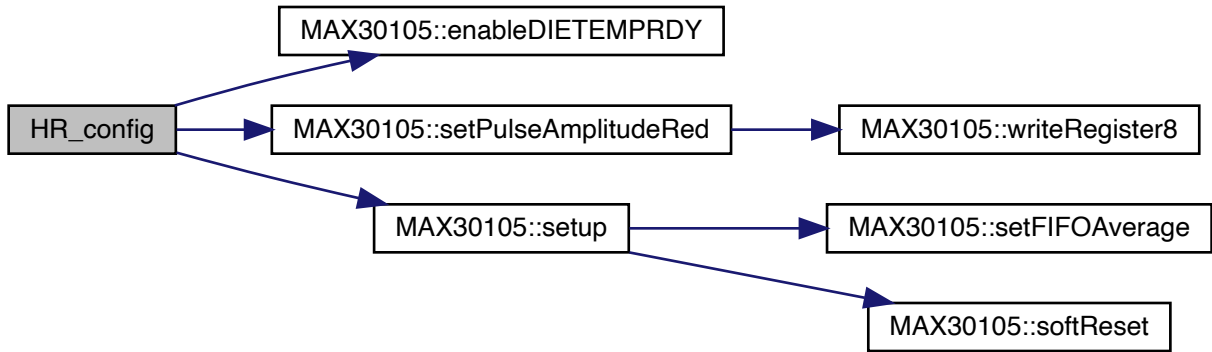 MAX30105::enableDIETEMPRDY
HR_config
MAX30105::setPulseAmplitudeRed
MAX30105::writeRegister8
MAX30105::setup
MAX30105::setFIFOAverage
MAX30105::softReset